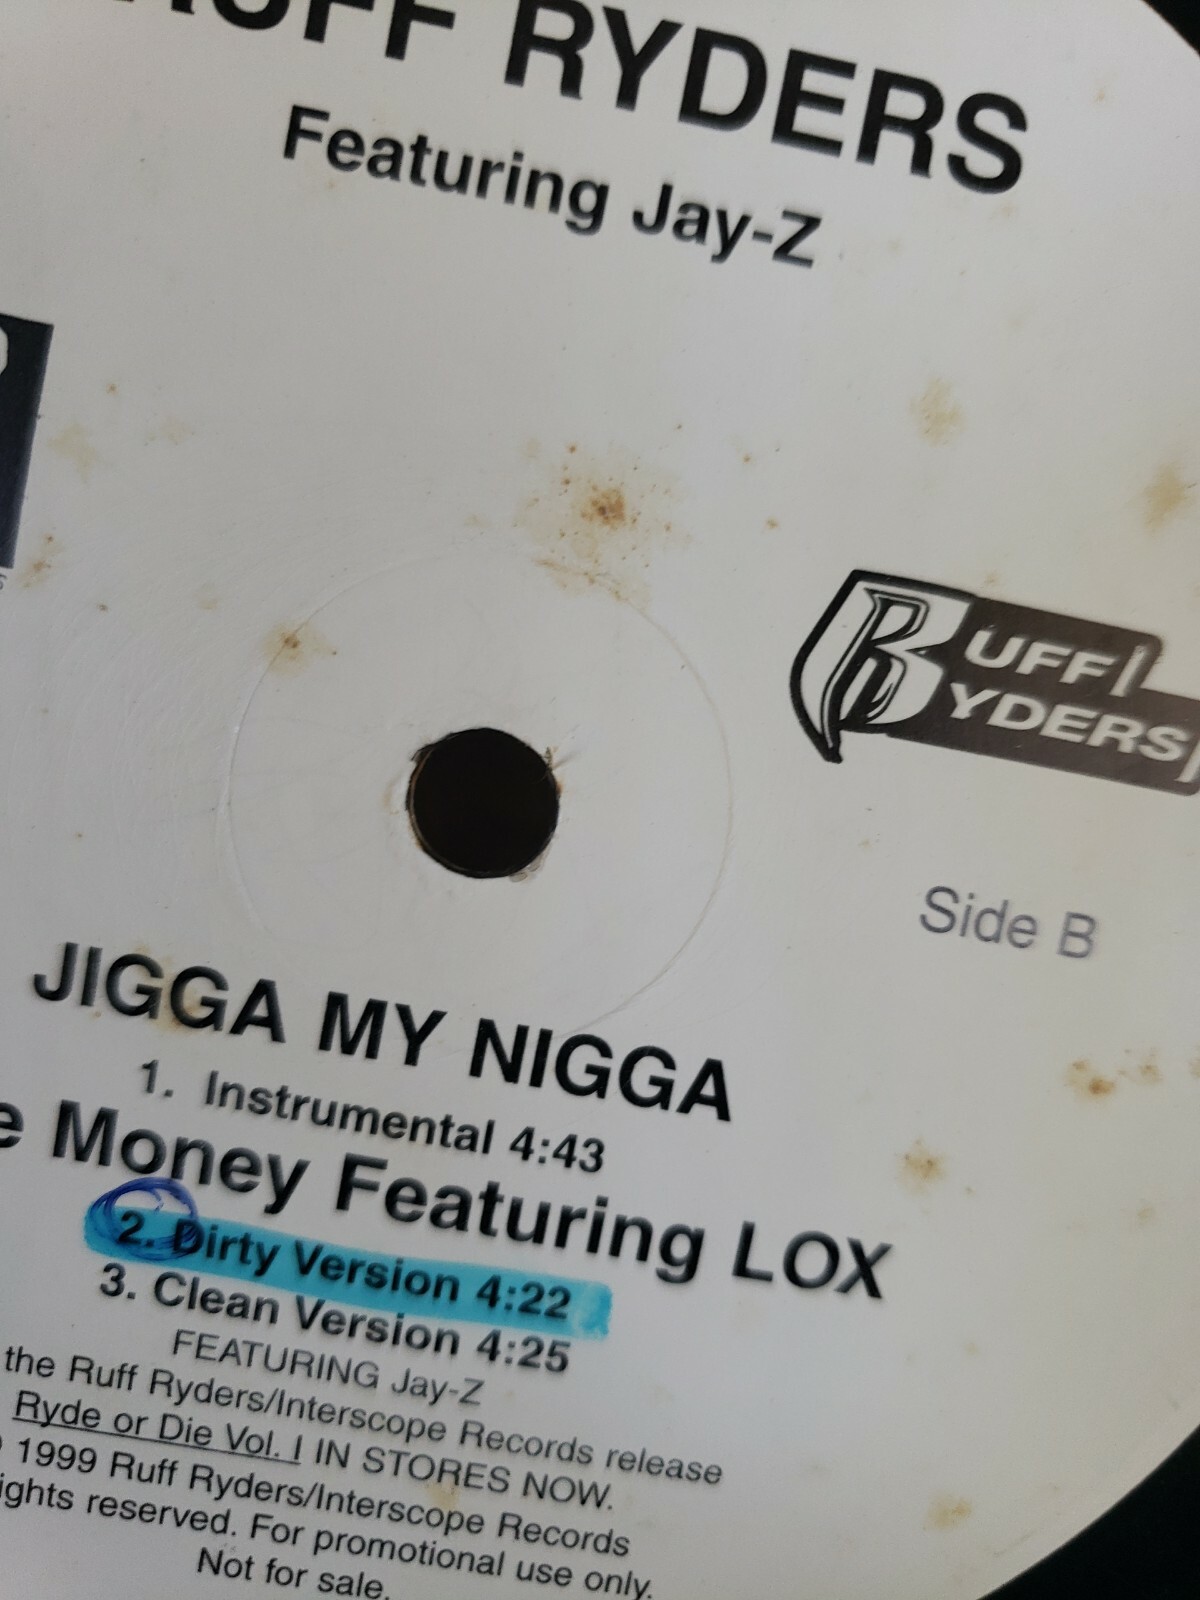 RUFF RYDERS
Featuring Jay-Z
RUFF
RYDERS
Side B
JIGGA MY NIGGA
1. Instrumental 4:43
Money Featuring LOX
2. Dirty Version 4:22
3. Clean Version 4:25
FEATURING Jay-Z
the Ruff Ryders/Interscope Records release
Ryde or Die Vol. I IN STORES NOW.
1999 Ruff Ryders/Interscope Records
ights reserved. For promotional use only.
Not for sale.